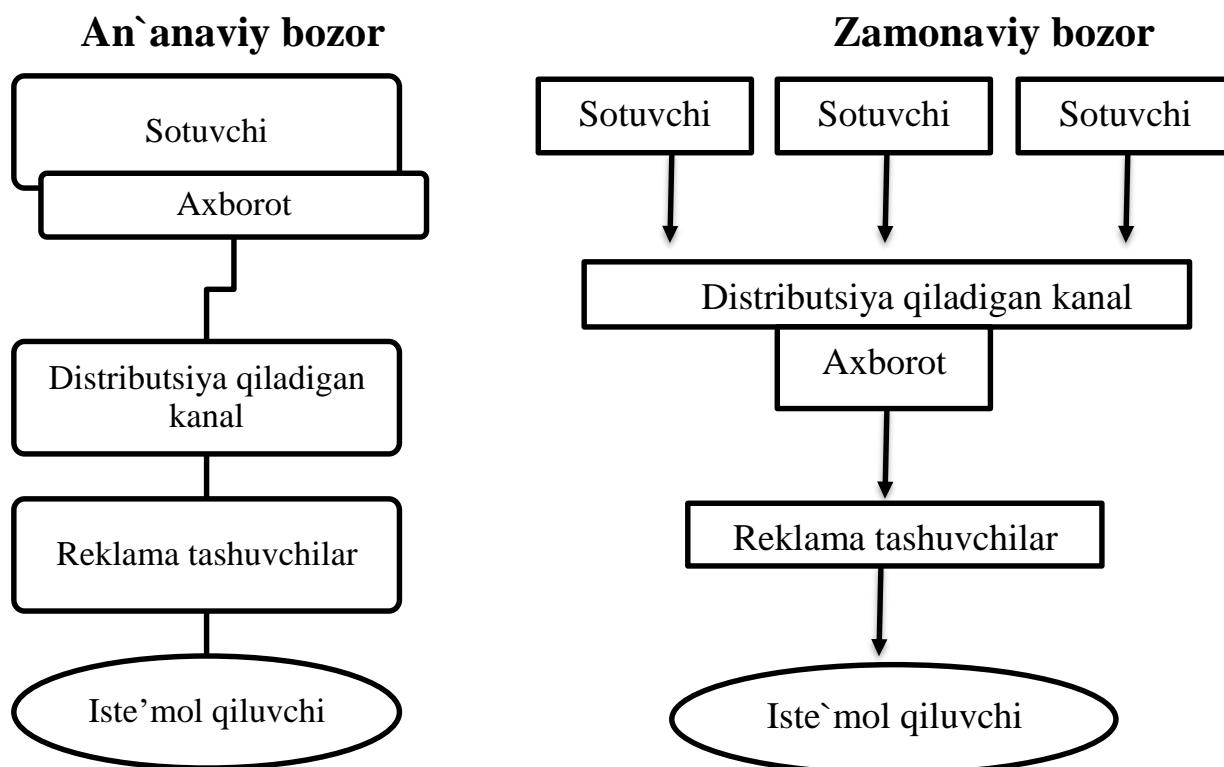 An`anaviy bozor
Sotuvchi
Axborot
Distributsiya qiladigan
kanal
Reklama tashuvchilar
Iste’mol qiluvchi
Zamonaviy bozor
Sotuvchi
Sotuvchi
Sotuvchi
Distributsiya qiladigan kanal
Axborot
Reklama tashuvchilar
Iste`mol qiluvchi